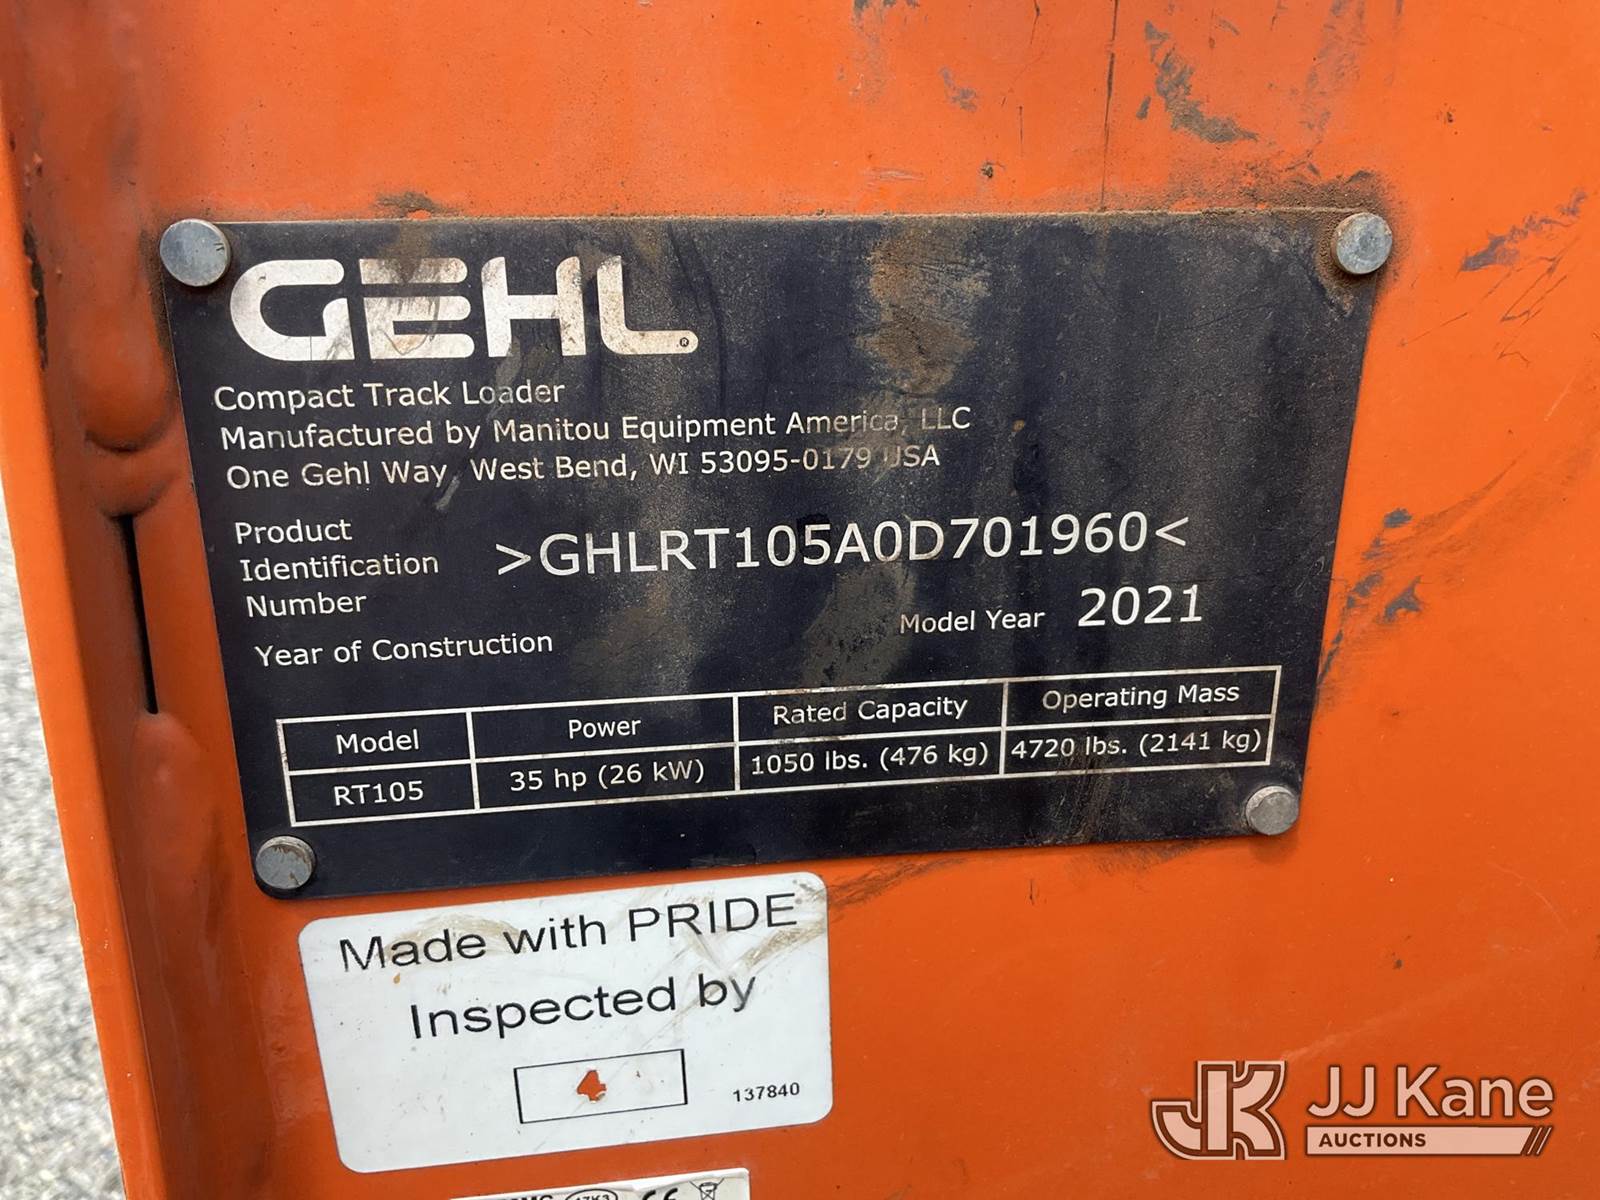 GEHL®
Compact Track Loader
Manufactured by Manitou Equipment America, LLC
One Gehl Way, West Bend, WI 53095-0179 USA
Product
Identification
Number
>GHLRT105A0D701960<
Model Year 2021
Year of Construction
Model Power Rated Capacity Operating Mass
RT105 35 hp (26 kW) 1050 lbs. (476 kg) 4720 lbs. (2141 kg)
Made with PRIDE
Inspected by
4
137840
JJ Kane
AUCTIONS